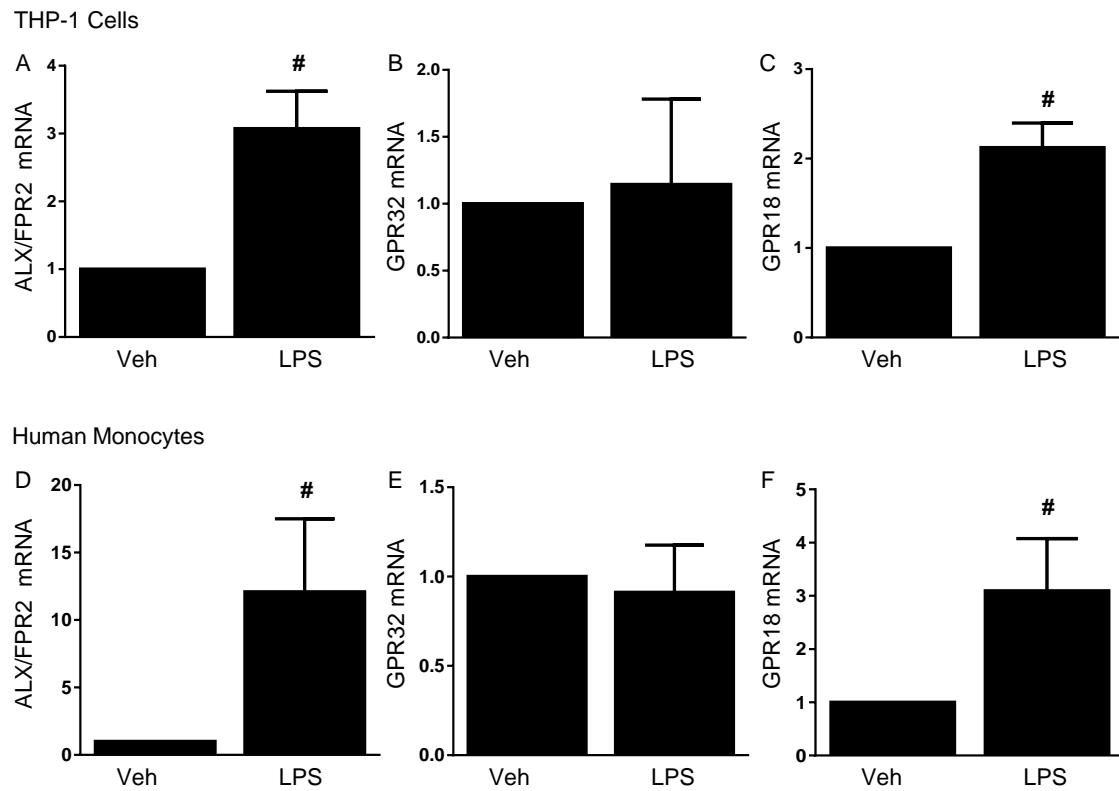 THP-1 Cells
A
ALX/FPR2 mRNA
4
3
2
1
0
#
Veh
LPS
B
GPR32 mRNA
2.0
1.5
1.0
0.5
0.0
Veh
LPS
C
GPR18 mRNA
3
2
1
0
#
Veh
LPS
Human Monocytes
D
ALX/FPR2 mRNA
20
15
10
5
0
#
Veh
LPS
E
GPR32 mRNA
1.5
1.0
0.5
0.0
Veh
LPS
F
GPR18 mRNA
5
4
3
2
1
0
#
Veh
LPS